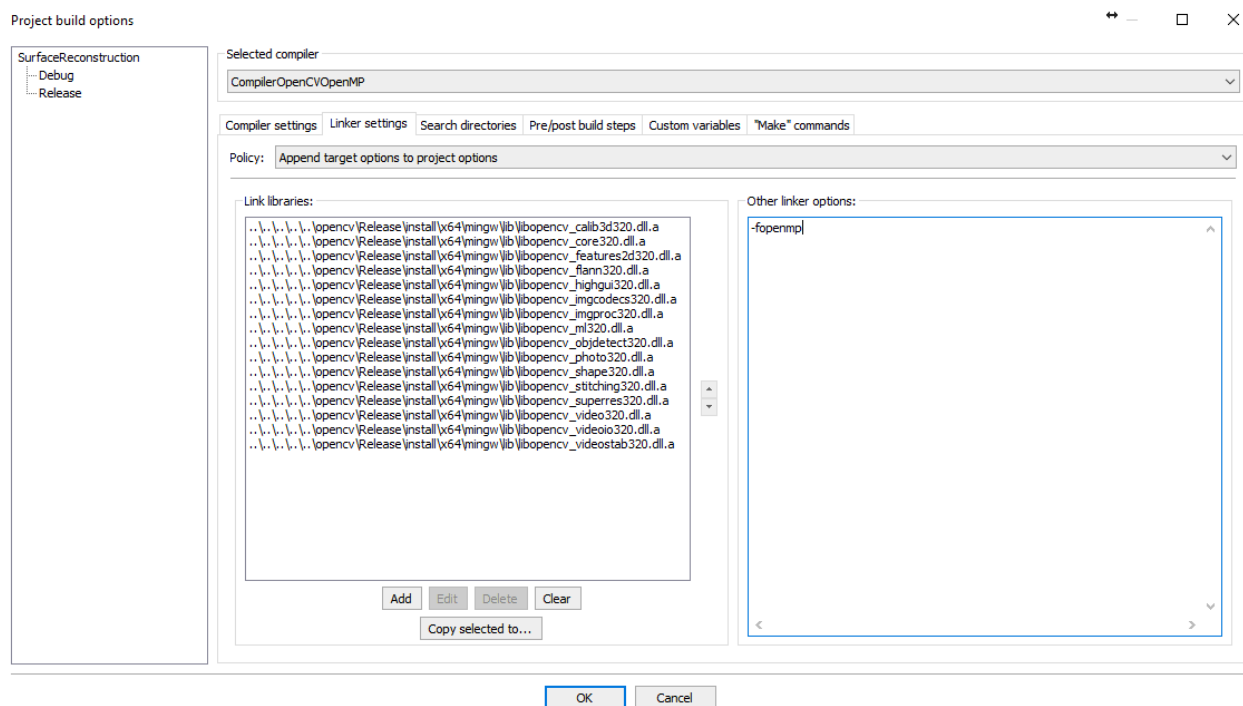 Project build options
SurfaceReconstruction
Debug
Release
Selected compiler
CompilerOpenCVOpenMP
Compiler settings Linker settings Search directories Pre/post build steps Custom variables "Make" commands
Policy: Append target options to project options
Link libraries:
..\..\..\..\..\opencv\Release\install\x64\mingw\lib\libopencv_calib3d320.dll.a
..\..\..\..\..\opencv\Release\install\x64\mingw\lib\libopencv_core320.dll.a
..\..\..\..\..\opencv\Release\install\x64\mingw\lib\libopencv_features2d320.dll.a
..\..\..\..\..\opencv\Release\install\x64\mingw\lib\libopencv_flann320.dll.a
..\..\..\..\..\opencv\Release\install\x64\mingw\lib\libopencv_highgui320.dll.a
..\..\..\..\..\opencv\Release\install\x64\mingw\lib\libopencv_imgcodecs320.dll.a
..\..\..\..\..\opencv\Release\install\x64\mingw\lib\libopencv_imgproc320.dll.a
..\..\..\..\..\opencv\Release\install\x64\mingw\lib\libopencv_ml320.dll.a
..\..\..\..\..\opencv\Release\install\x64\mingw\lib\libopencv_objdetect320.dll.a
..\..\..\..\..\opencv\Release\install\x64\mingw\lib\libopencv_photo320.dll.a
..\..\..\..\..\opencv\Release\install\x64\mingw\lib\libopencv_shape320.dll.a
..\..\..\..\..\opencv\Release\install\x64\mingw\lib\libopencv_stitching320.dll.a
..\..\..\..\..\opencv\Release\install\x64\mingw\lib\libopencv_superres320.dll.a
..\..\..\..\..\opencv\Release\install\x64\mingw\lib\libopencv_video320.dll.a
..\..\..\..\..\opencv\Release\install\x64\mingw\lib\libopencv_videoio320.dll.a
..\..\..\..\..\opencv\Release\install\x64\mingw\lib\libopencv_videostab320.dll.a
Add Edit Delete Clear
Copy selected to...
Other linker options:
-fopenmp
OK Cancel